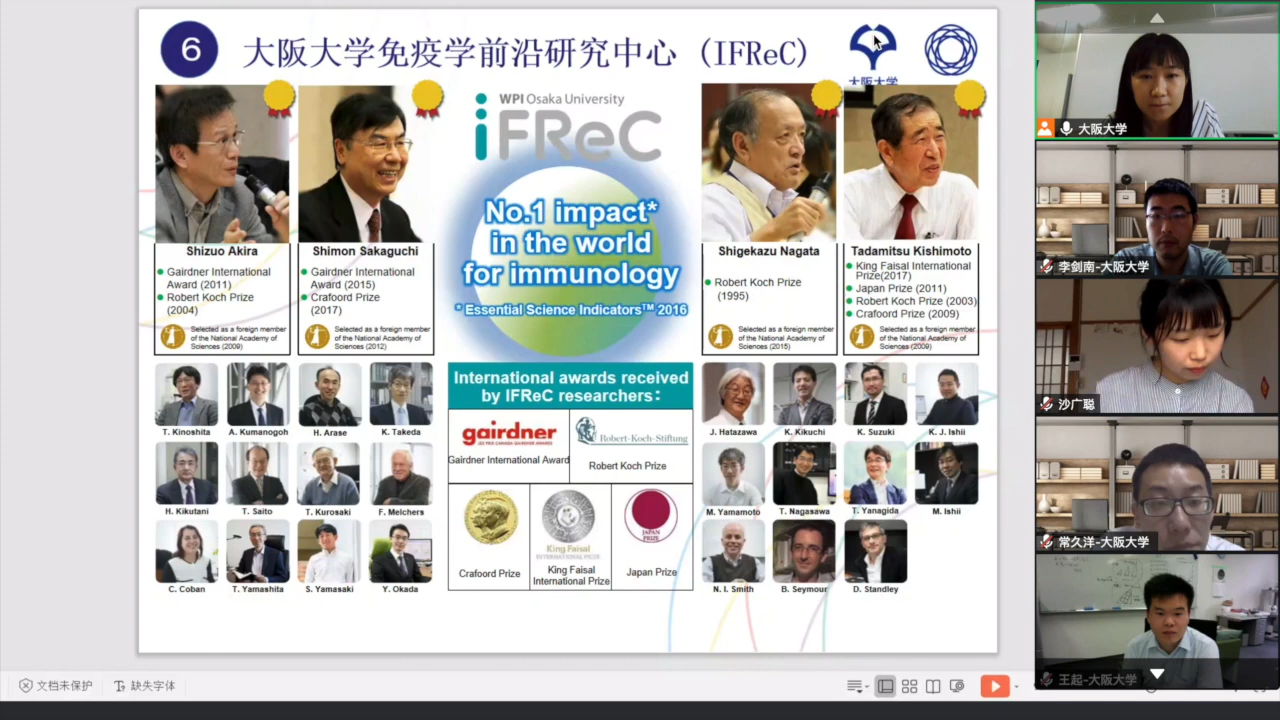 6
大阪大学免疫学前沿研究中心 (IFReC)
大阪大学
WPI Osaka University
iFReC
No.1 impact*
in the world
for immunology
* Essential Science Indicators™ 2016
Shizuo Akira
Gairdner International
Award (2011)
Robert Koch Prize
(2004)
Selected as a foreign member
of the National Academy of
Sciences (2009)
Shimon Sakaguchi
Gairdner International
Award (2015)
Crafoord Prize
(2017)
Selected as a foreign member
of the National Academy of
Sciences (2012)
Shigekazu Nagata
Robert Koch Prize
(1995)
Selected as a foreign member
of the National Academy of
Sciences (2015)
Tadamitsu Kishimoto
King Faisal International
Prize(2017)
Japan Prize (2011)
Robert Koch Prize (2003)
Crafoord Prize (2009)
Selected as a foreign member
of the National Academy of
Sciences (2009)
T. Kinoshita
A. Kumanogoh
H. Arase
K. Takeda
H. Kikutani
T. Saito
T. Kurosaki
F. Melchers
C. Coban
T. Yamashita
S. Yamasaki
Y. Okada
International awards received
by IFReC researchers:
gairdner
Gairdner International Award
Robert-Koch-Stiftung
Robert Koch Prize
Crafoord Prize
King Faisal
INTERNATIONAL PRIZE
King Faisal
International Prize
JAPAN
PRIZE
Japan Prize
J. Hatazawa
K. Kikuchi
K. Suzuki
K. J. Ishii
M. Yamamoto
T. Nagasawa
T. Yanagida
M. Ishii
N. I. Smith
B. Seymour
D. Standley
大阪大学
李剑南-大阪大学
沙广聪
常久洋-大阪大学
王起-大阪大学
文档未保护
缺失字体